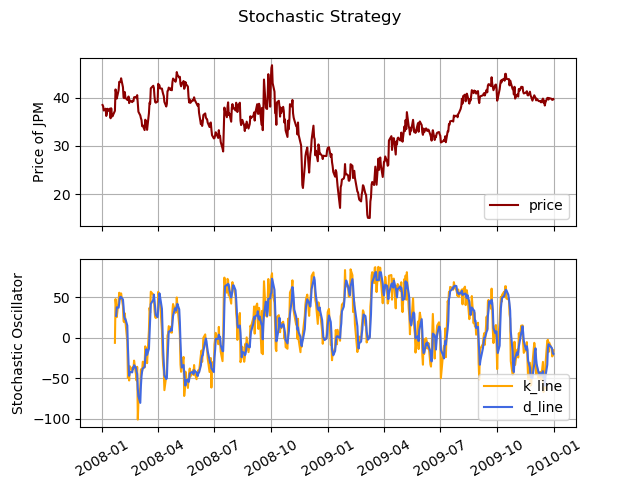 Stochastic Strategy
Price of JPM
40
30
20
price
Stochastic Oscillator
50
0
−50
−100
k_line
d_line
2008-01
2008-04
2008-07
2008-10
2009-01
2009-04
2009-07
2009-10
2010-01